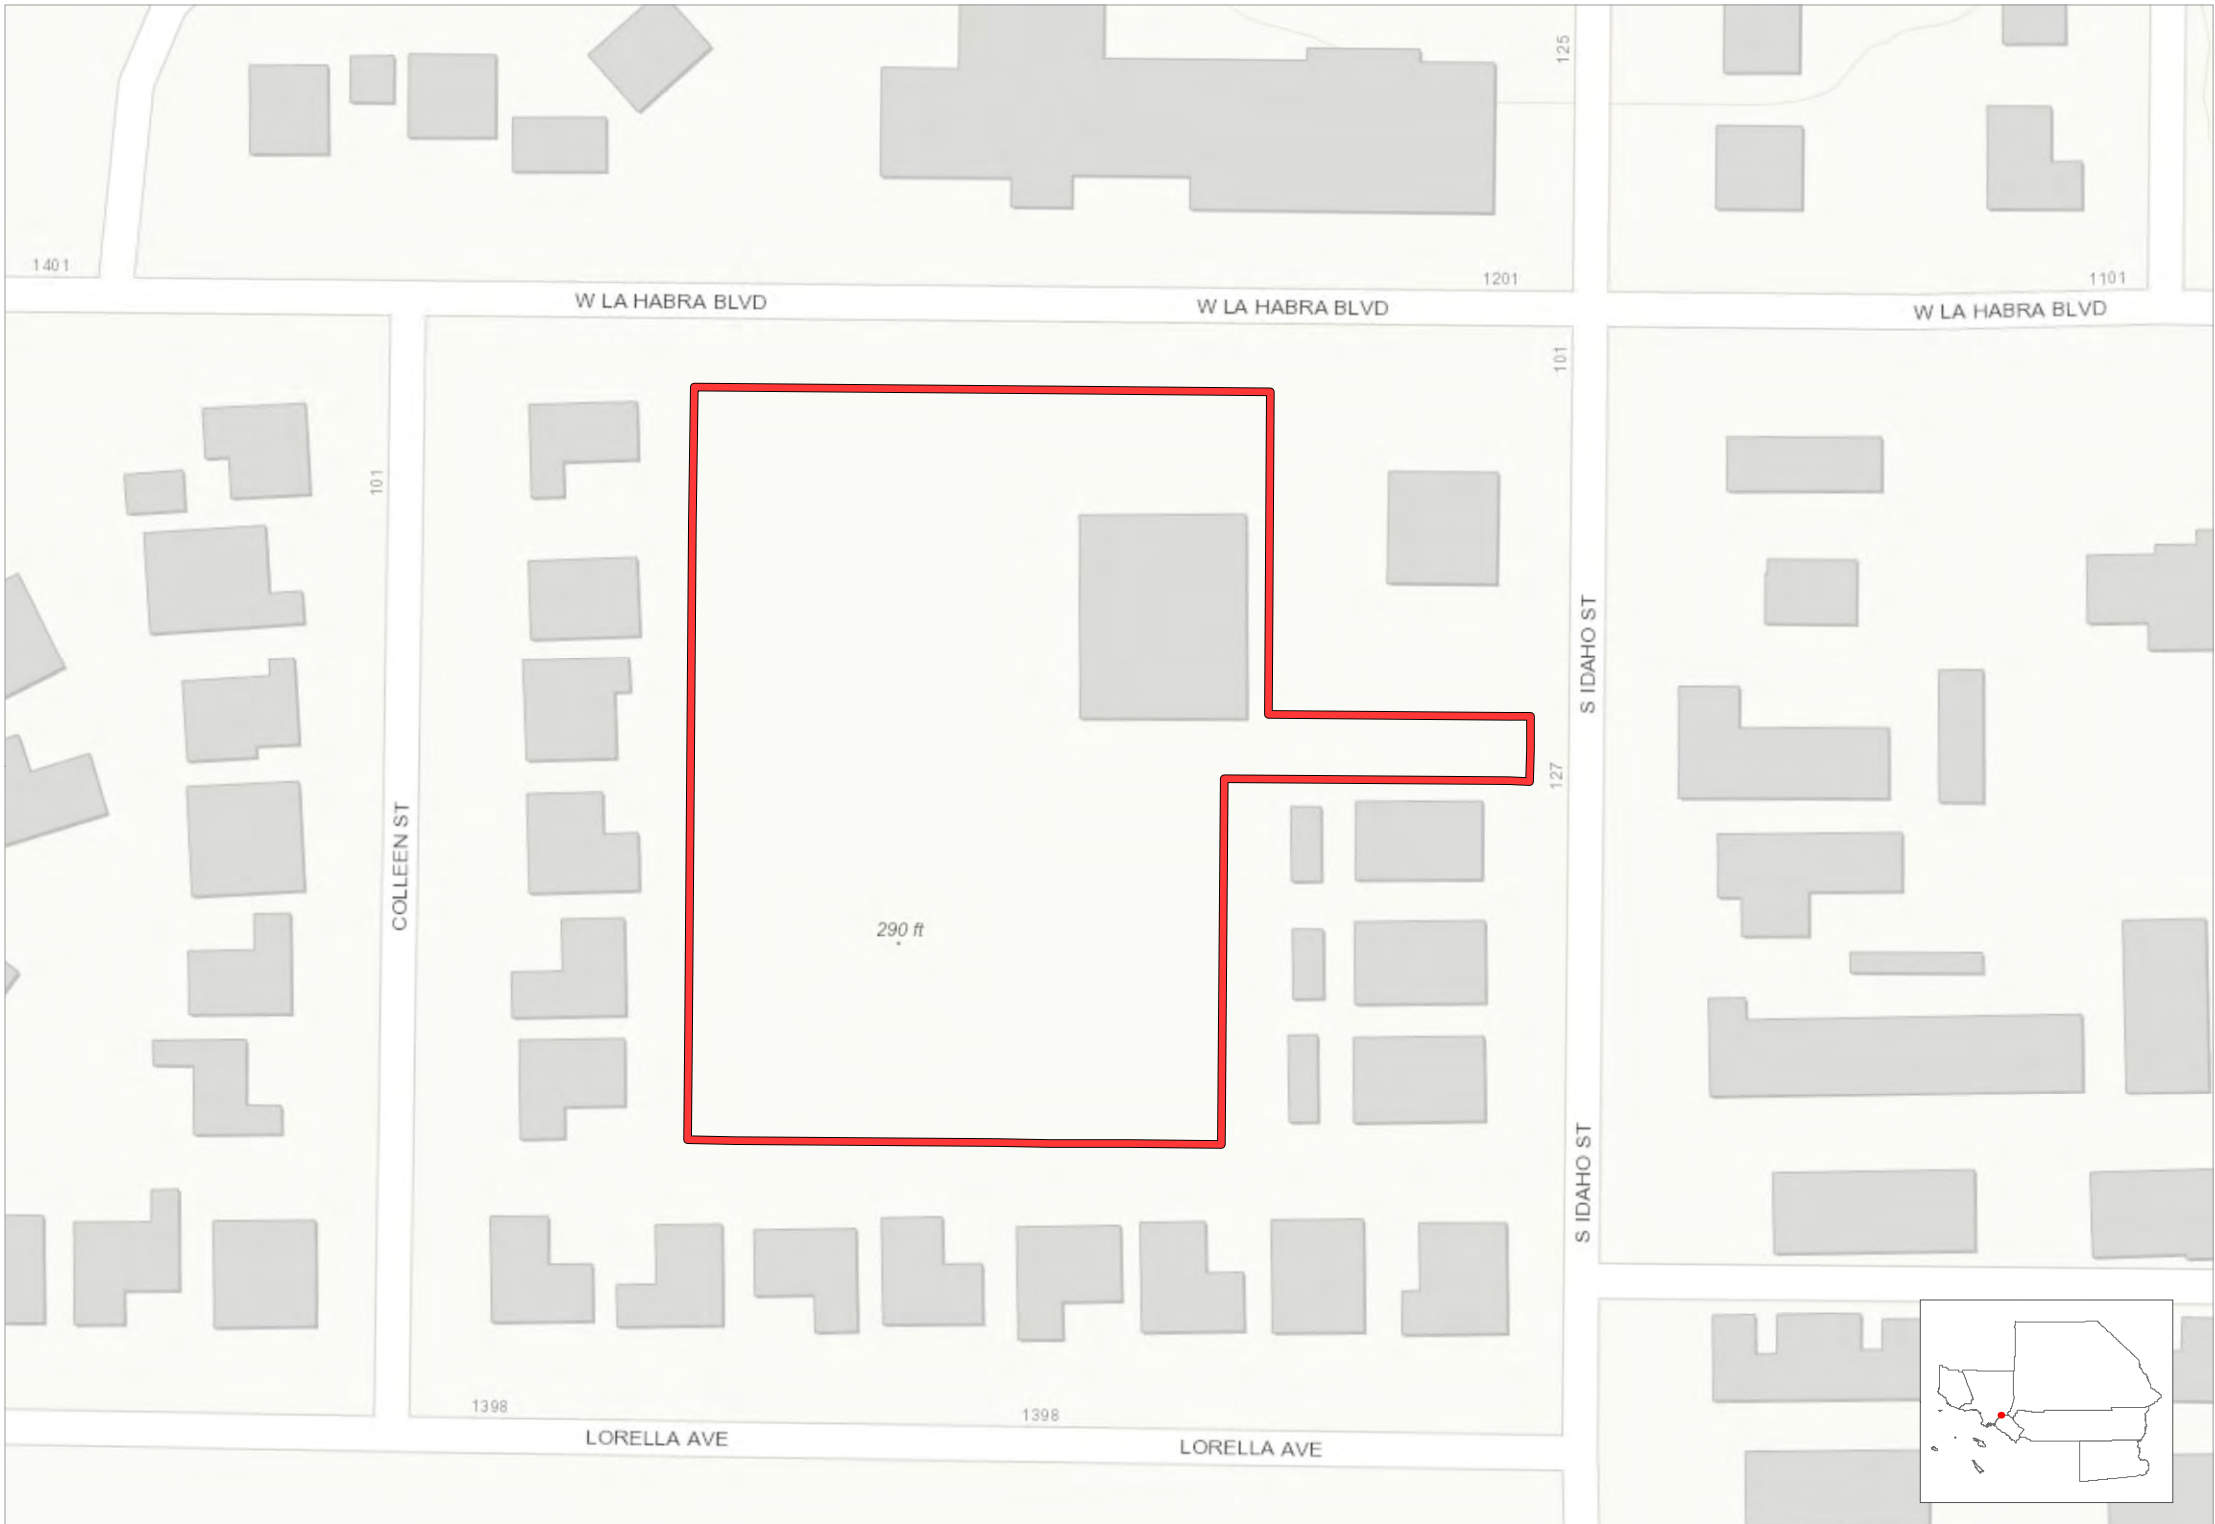 125
1401
1201
1101
W LA HABRA BLVD
W LA HABRA BLVD
W LA HABRA BLVD
101
101
S IDAHO ST
127
COLLEEN ST
290 ft
S IDAHO ST
1398
1398
LORELLA AVE
LORELLA AVE